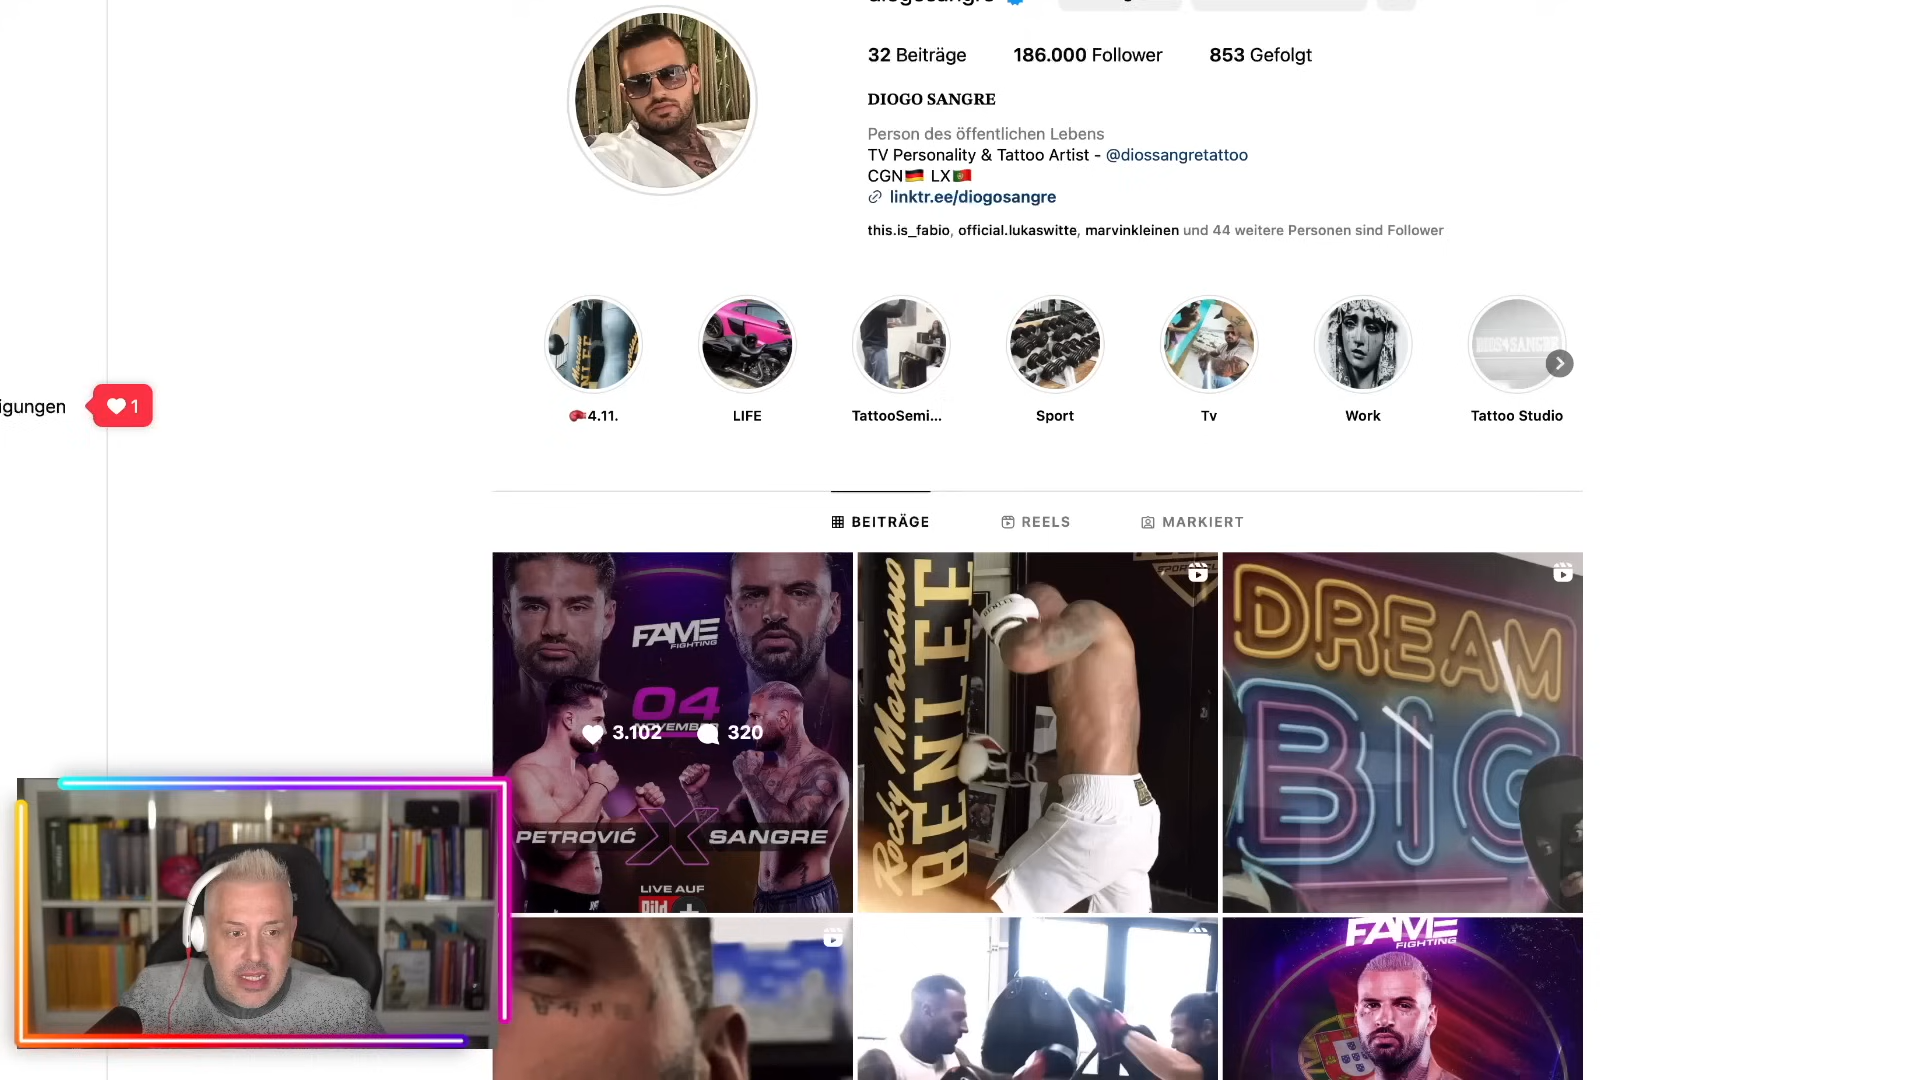 diogosangre
32 Beiträge 186.000 Follower 853 Gefolgt
DIOGO SANGRE
Person des öffentlichen Lebens
TV Personality & Tattoo Artist - @diossangretattoo
CGN🇩🇪 LX🇵🇹
linktr.ee/diogosangre
this.is_fabio, official.lukaswitte, marvinkleinen und 44 weitere Personen sind Follower
igungen
1
🥊4.11.
LIFE
TattooSemi...
Sport
Tv
Work
Tattoo Studio
BEITRÄGE
REELS
MARKIERT
FAME
FIGHTING
04
NOVEMBER
3.102 320
PETROVIĆ X SANGRE
LIVE AUF
Bild+
Rocky Marciano
BENLEE
DREAM
BIG
FAME
FIGHTING